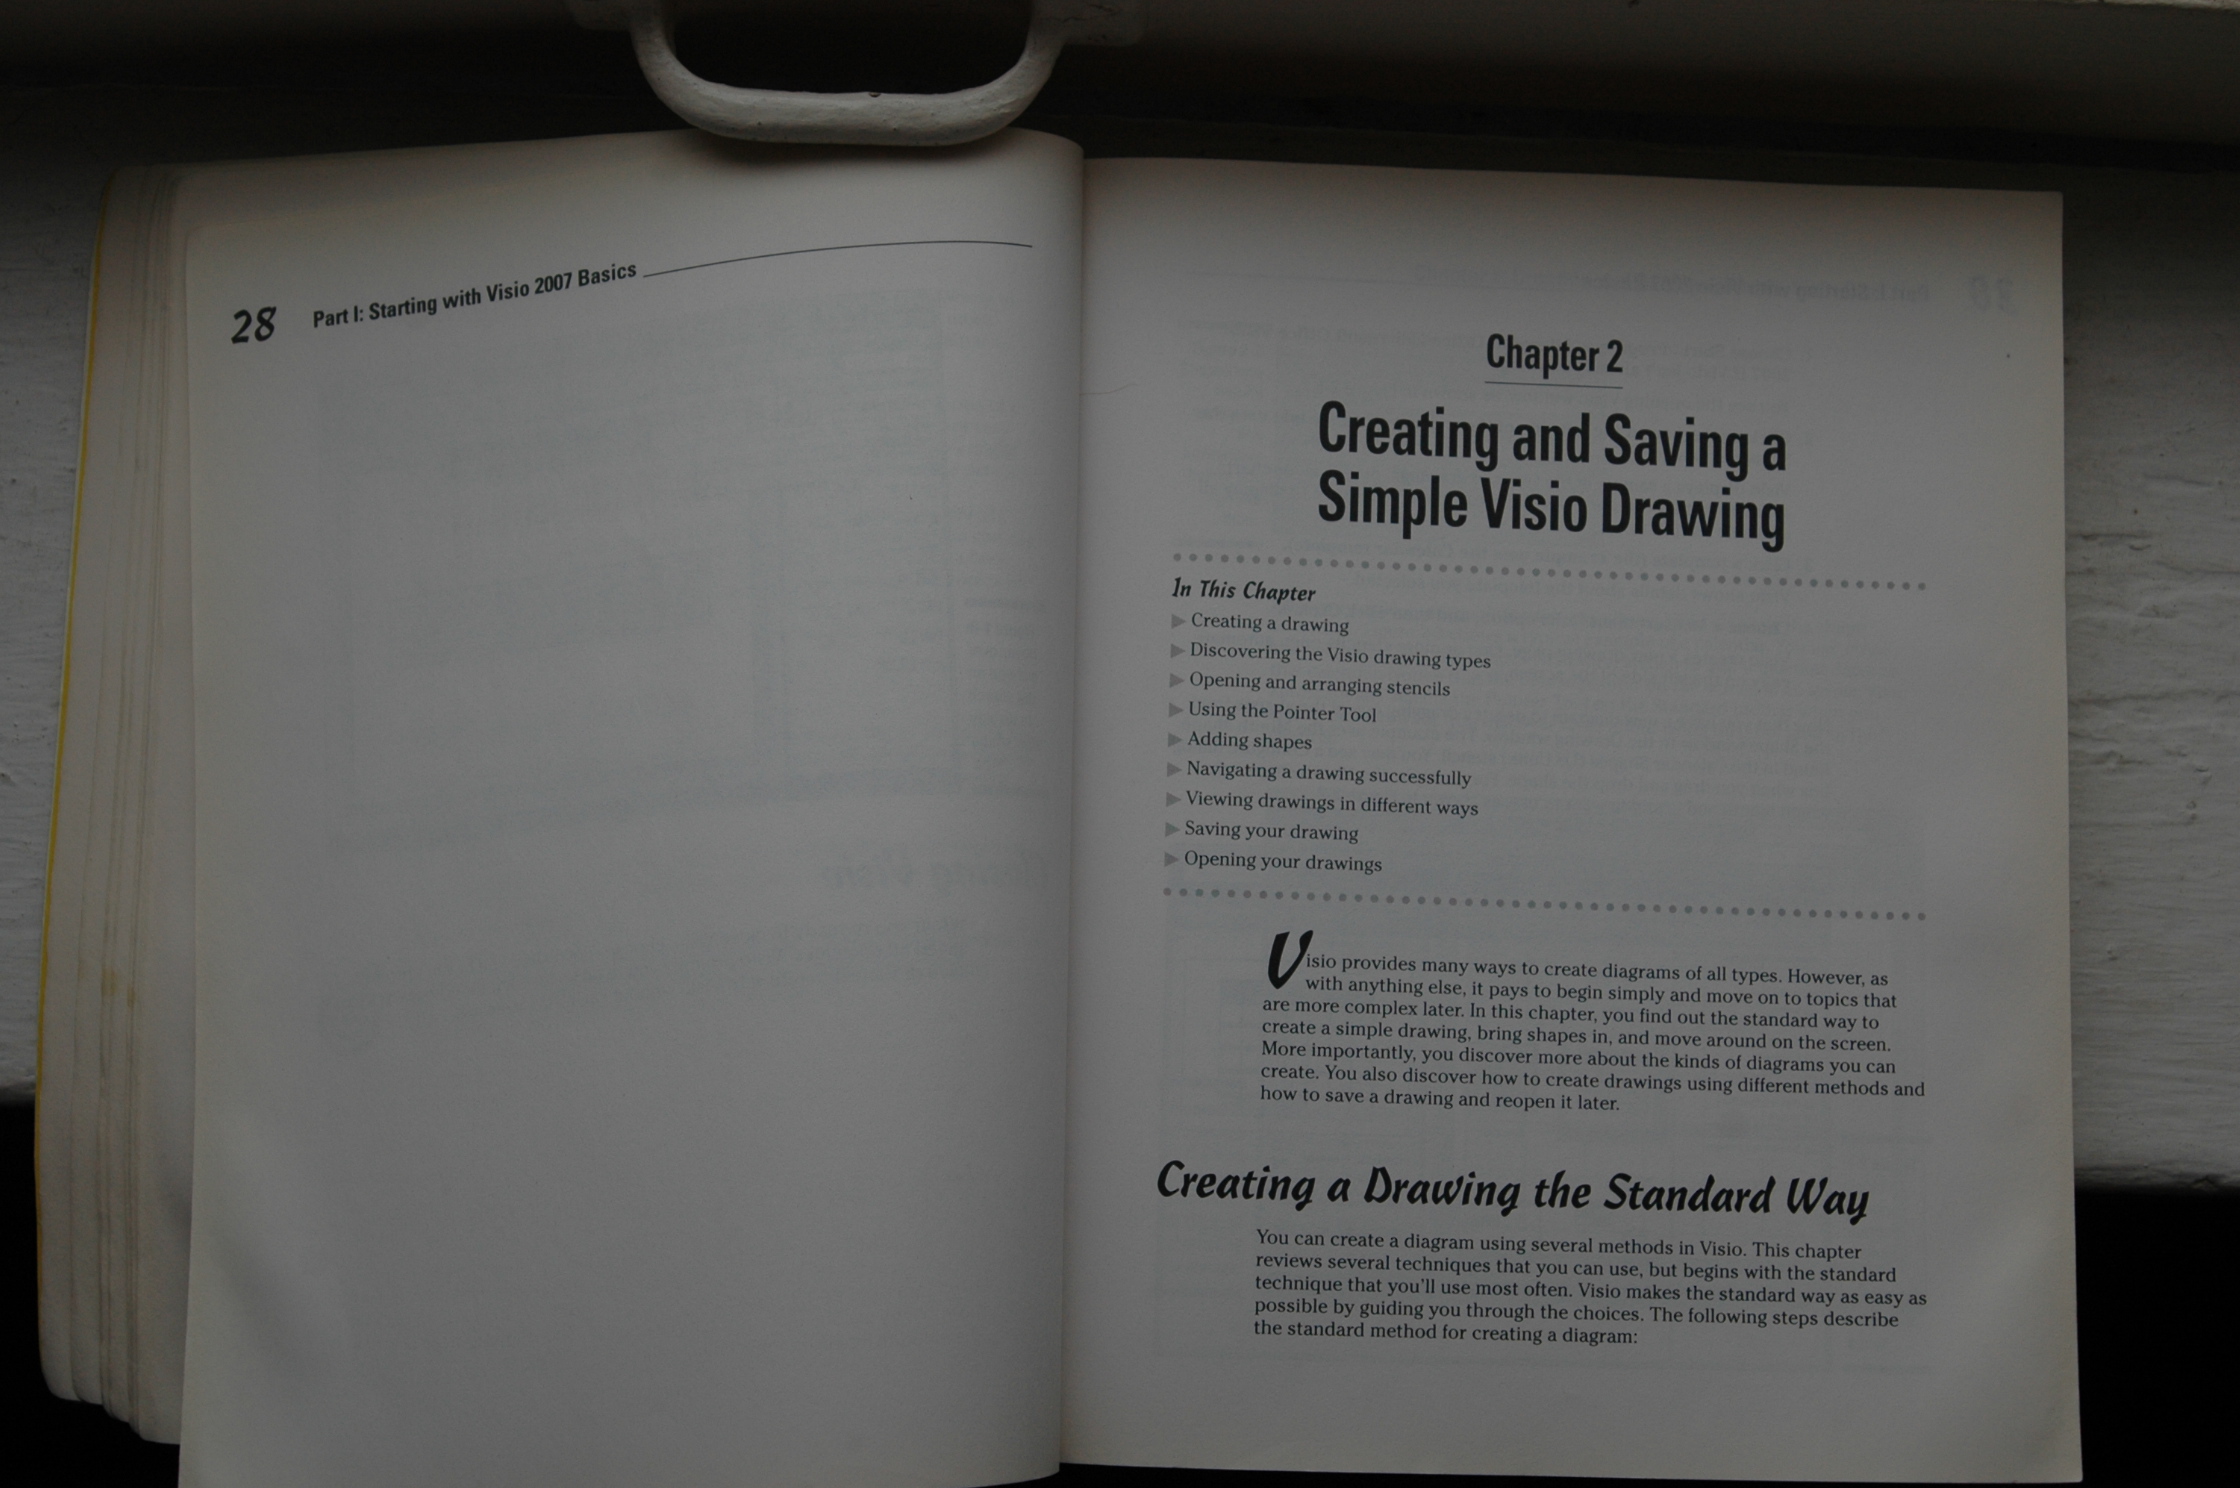 28 Part I: Starting with Visio 2007 Basics
Chapter 2
Creating and Saving a
Simple Visio Drawing
In This Chapter
▶ Creating a drawing
▶ Discovering the Visio drawing types
▶ Opening and arranging stencils
▶ Using the Pointer Tool
▶ Adding shapes
▶ Navigating a drawing successfully
▶ Viewing drawings in different ways
▶ Saving your drawing
▶ Opening your drawings
Visio provides many ways to create diagrams of all types. However, as
with anything else, it pays to begin simply and move on to topics that
are more complex later. In this chapter, you find out the standard way to
create a simple drawing, bring shapes in, and move around on the screen.
More importantly, you discover more about the kinds of diagrams you can
create. You also discover how to create drawings using different methods and
how to save a drawing and reopen it later.
Creating a Drawing the Standard Way
You can create a diagram using several methods in Visio. This chapter
reviews several techniques that you can use, but begins with the standard
technique that you'll use most often. Visio makes the standard way as easy as
possible by guiding you through the choices. The following steps describe
the standard method for creating a diagram: